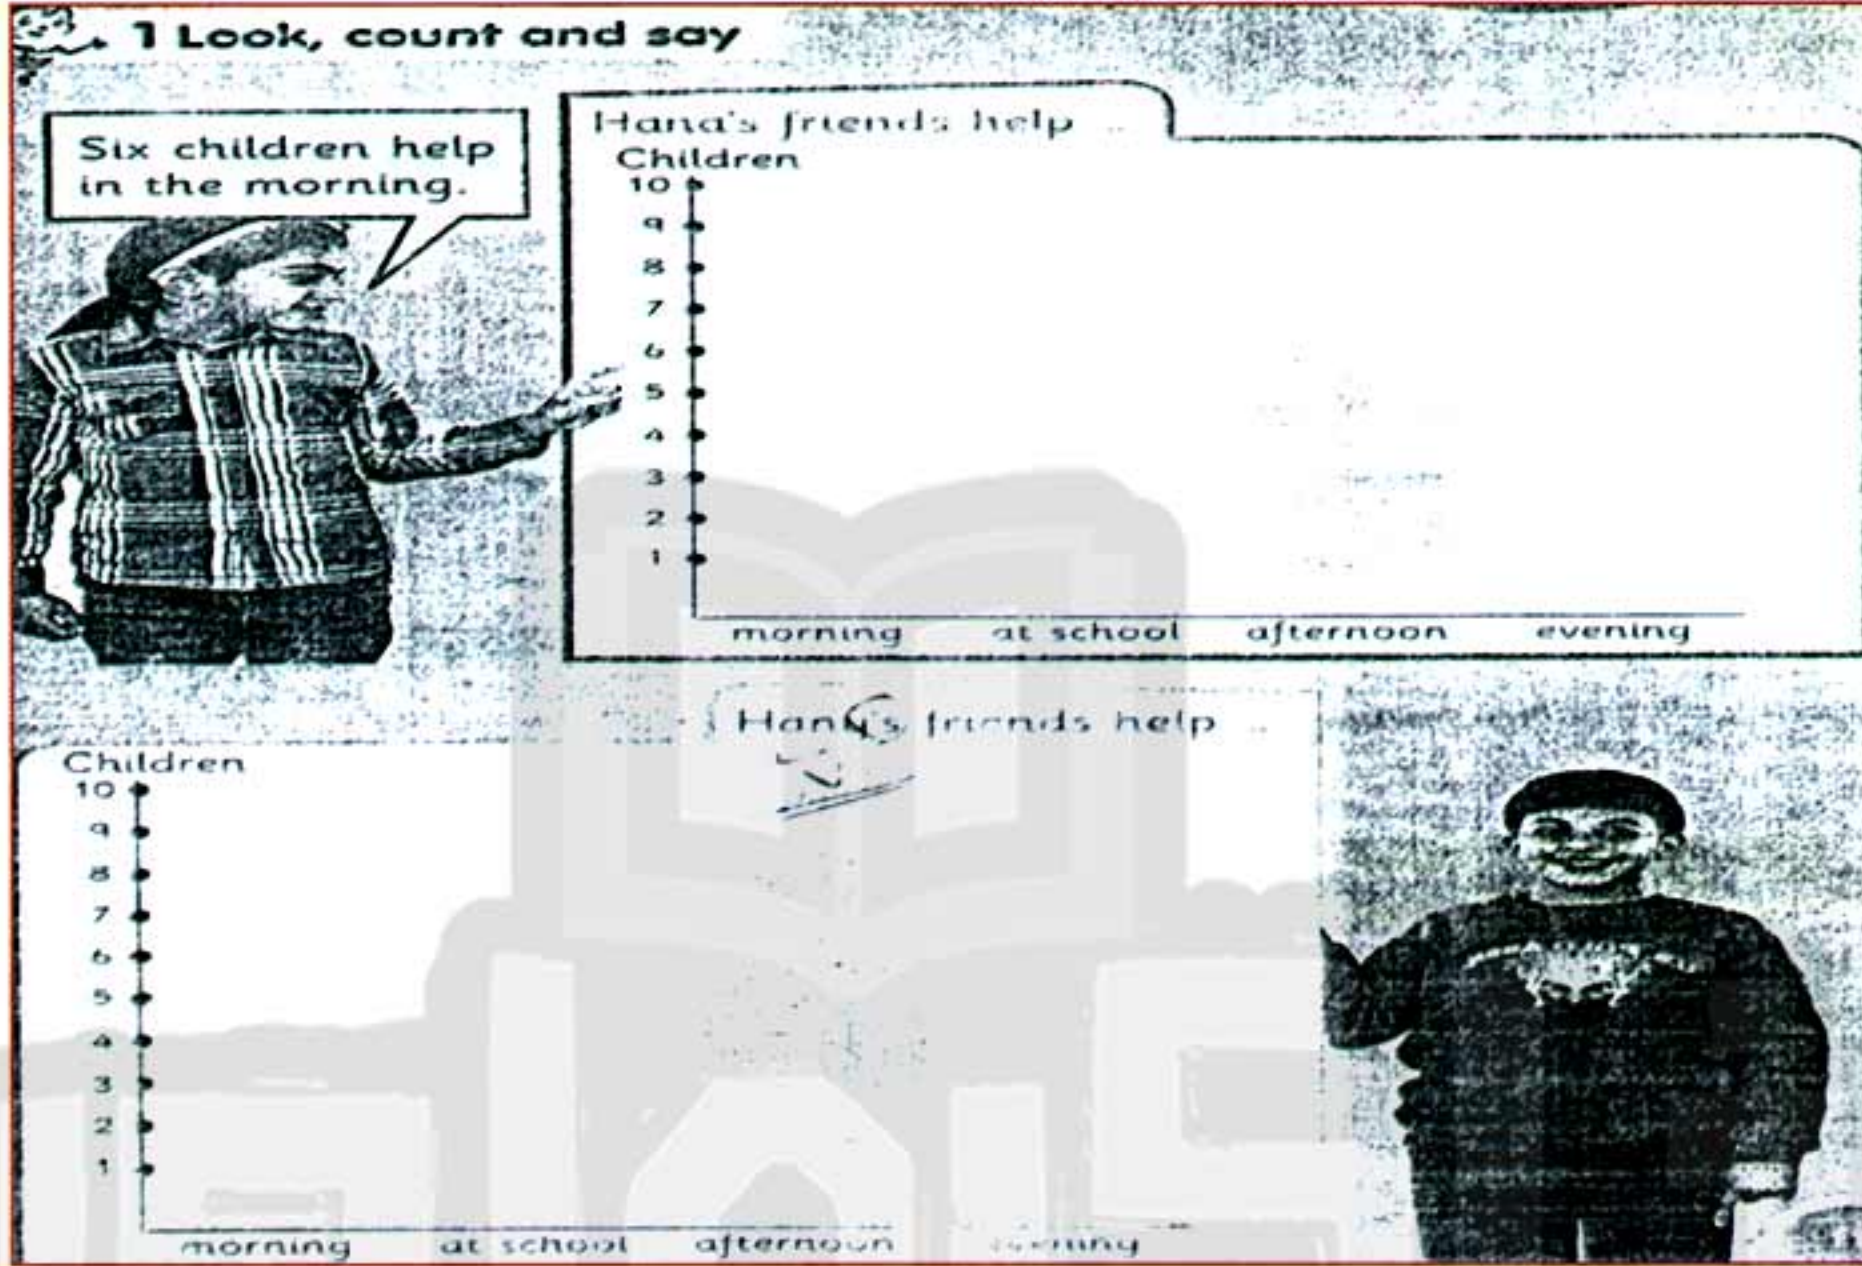 1 Look, count and say
Six children help
in the morning.
Hana's friends help ...
Children
10
9
8
7
6
5
4
3
2
1
morning at school afternoon evening
friends help ...
Children
10
9
8
7
6
5
4
3
2
1
morning at school afternoon evening